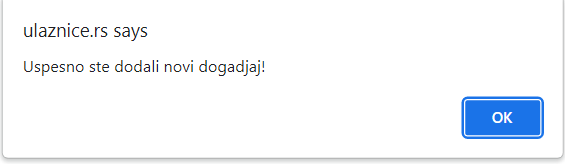 ulaznice.rs says
Uspesno ste dodali novi dogadjaj!
OK